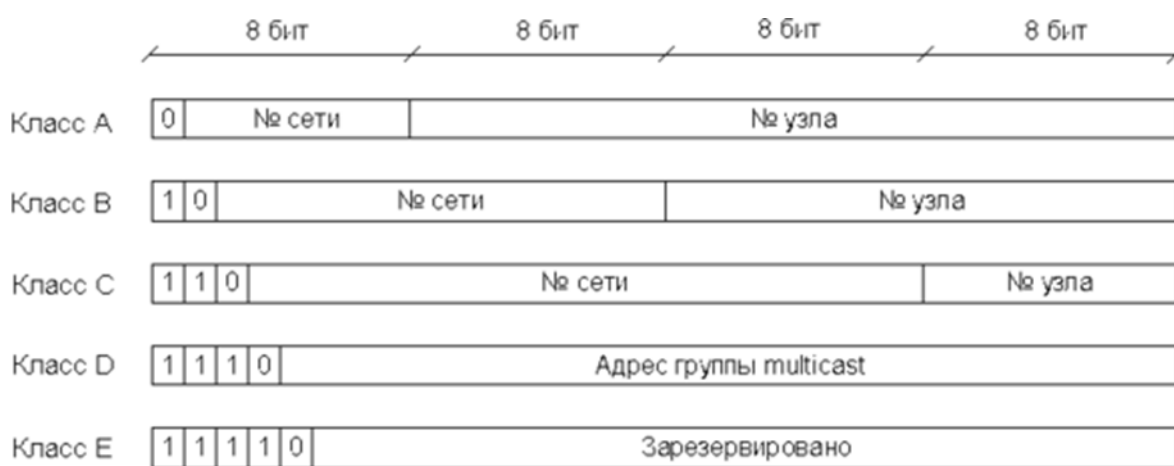 8 бит 8 бит 8 бит 8 бит
Класс A 0 № сети № узла
Класс B 1 0 № сети № узла
Класс C 1 1 0 № сети № узла
Класс D 1 1 1 0 Адрес группы multicast
Класс E 1 1 1 1 0 Зарезервировано